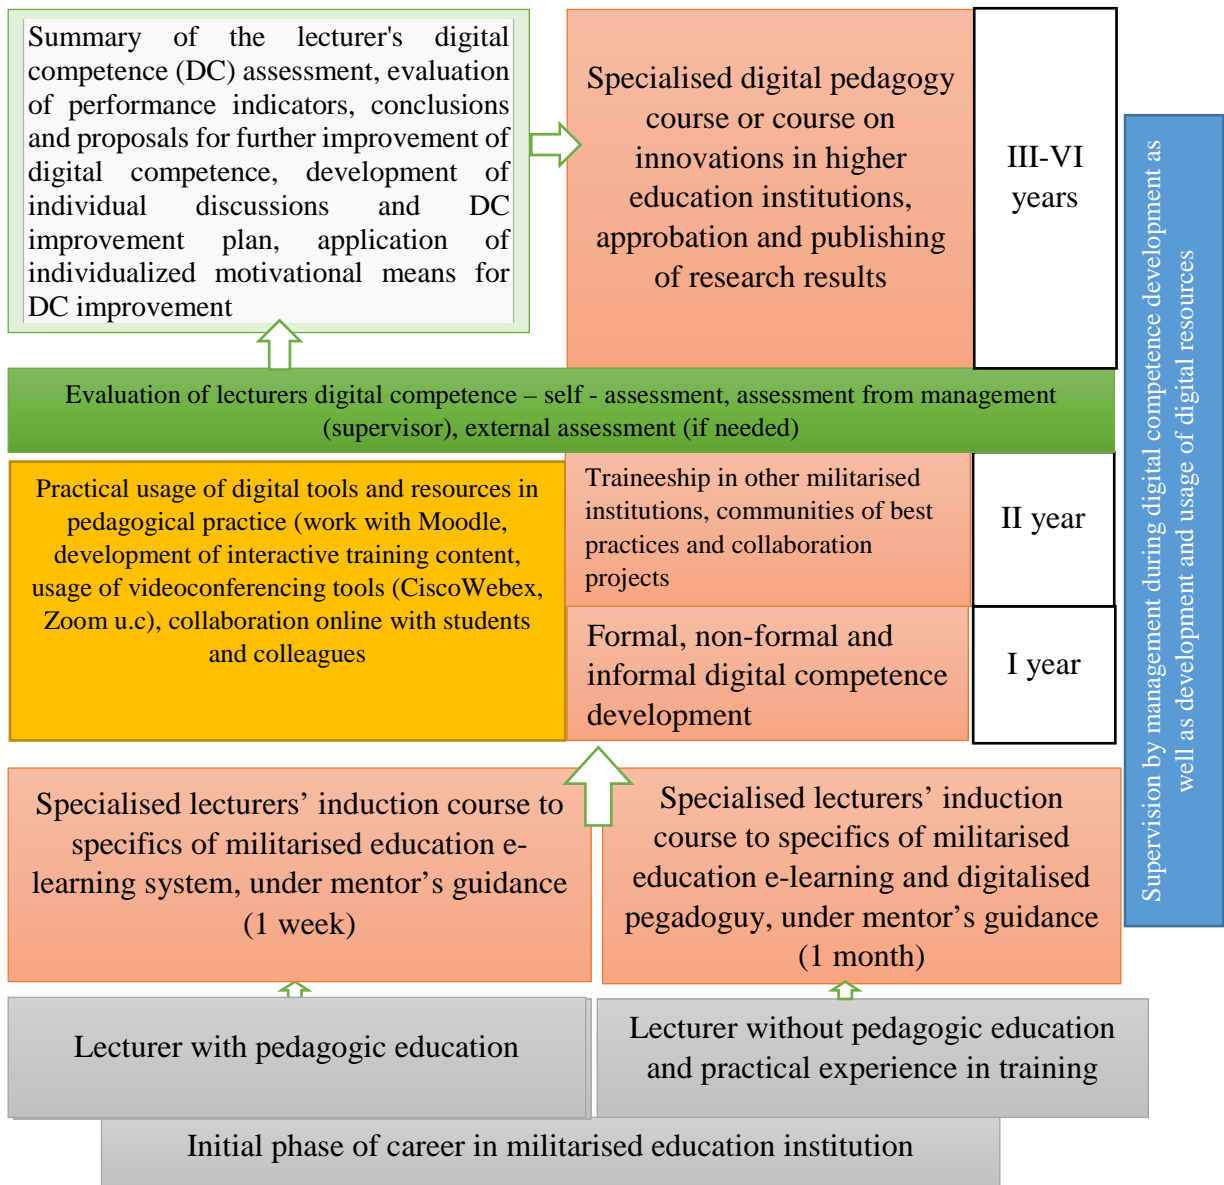 Summary of the lecturer's digital
competence (DC) assessment, evaluation
of performance indicators, conclusions
and proposals for further improvement of
digital competence, development of
individual discussions and DC
improvement plan, application of
individualized motivational means for
DC improvement
Specialised digital pedagogy
course or course on
innovations in higher
education institutions,
approbation and publishing
of research results
III-VI
years
Supervision by management during digital competence development as
well as development and usage of digital resources
Evaluation of lecturers digital competence – self - assessment, assessment from management
(supervisor), external assessment (if needed)
Practical usage of digital tools and resources in
pedagogical practice (work with Moodle,
development of interactive training content,
usage of videoconferencing tools (CiscoWebex,
Zoom u.c), collaboration online with students
and colleagues
Traineeship in other militarised
institutions, communities of best
practices and collaboration
projects
II year
Formal, non-formal and
informal digital competence
development
I year
Specialised lecturers’ induction course to
specifics of militarised education e-
learning system, under mentor’s guidance
(1 week)
Specialised lecturers’ induction
course to specifics of militarised
education e-learning and digitalised
pegadoguy, under mentor’s guidance
(1 month)
Lecturer with pedagogic education
Lecturer without pedagogic education
and practical experience in training
Initial phase of career in militarised education institution